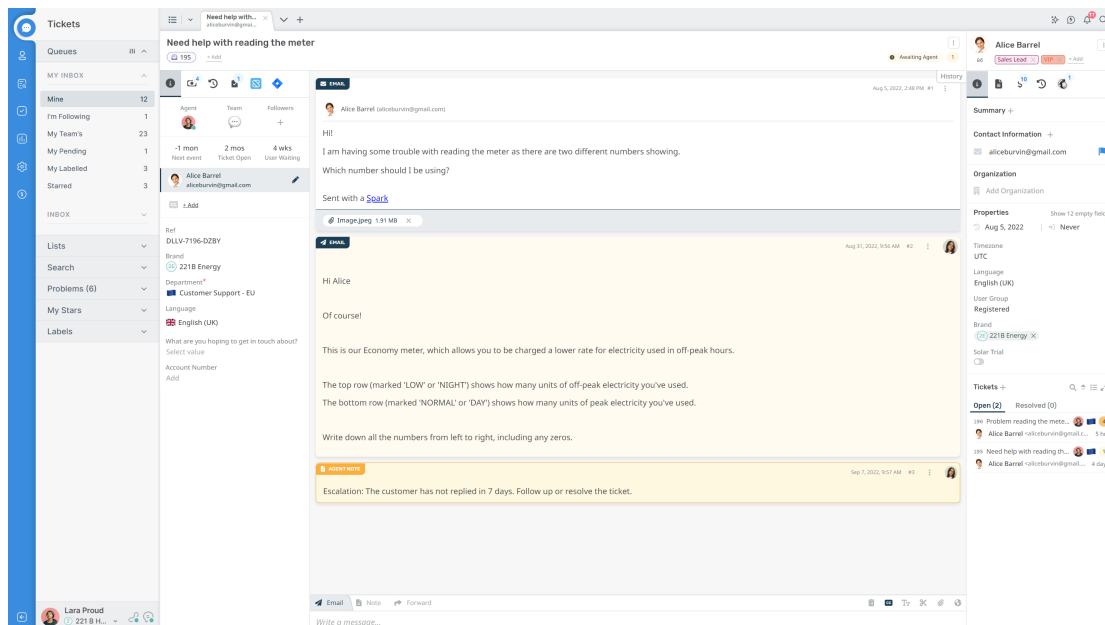 Tickets
Queues
MY INBOX
Mine 12
I'm Following 1
My Team's 23
My Pending 1
My Labelled 3
Starred 3
INBOX
Lists
Search
Problems (6)
My Stars
Labels
Lara Proud
221 B H...
Need help with...
aliceburvin@gmai...
Need help with reading the meter
195 + Add
Awaiting Agent 1
History
4
1
Agent Team Followers
-1 mon 2 mos 4 wks
Next event Ticket Open User Waiting
Alice Barrel
aliceburvin@gmail.com
+ Add
Ref
DLLV-7196-DZBY
Brand
221B Energy
Department*
Customer Support - EU
Language
English (UK)
What are you hoping to get in touch about?
Select value
Account Number
Add
EMAIL
Aug 5, 2022, 2:48 PM #1
Alice Barrel (aliceburvin@gmail.com)
Hi!
I am having some trouble with reading the meter as there are two different numbers showing.
Which number should I be using?
Sent with a Spark
Image.jpeg 1.91 MB
EMAIL
Aug 31, 2022, 9:56 AM #2
Hi Alice
Of course!
This is our Economy meter, which allows you to be charged a lower rate for electricity used in off-peak hours.
The top row (marked 'LOW' or 'NIGHT') shows how many units of off-peak electricity you've used.
The bottom row (marked 'NORMAL' or 'DAY') shows how many units of peak electricity you've used.
Write down all the numbers from left to right, including any zeros.
AGENT NOTE
Sep 7, 2022, 9:57 AM #3
Escalation: The customer has not replied in 7 days. Follow up or resolve the ticket.
Email Note Forward
Write a message...
11
Alice Barrel
86 Sales Lead VIP + Add
10
1
Summary +
Contact Information +
aliceburvin@gmail.com
Organization
Add Organization
Properties Show 12 empty field
Aug 5, 2022 Never
Timezone
UTC
Language
English (UK)
User Group
Registered
Brand
221B Energy
Solar Trial
Tickets +
Open (2) Resolved (0)
196 Problem reading the mete...
Alice Barrel <aliceburvin@gmail.c... 5 h
195 Need help with reading th...
Alice Barrel <aliceburvin@gmail.... 4 day